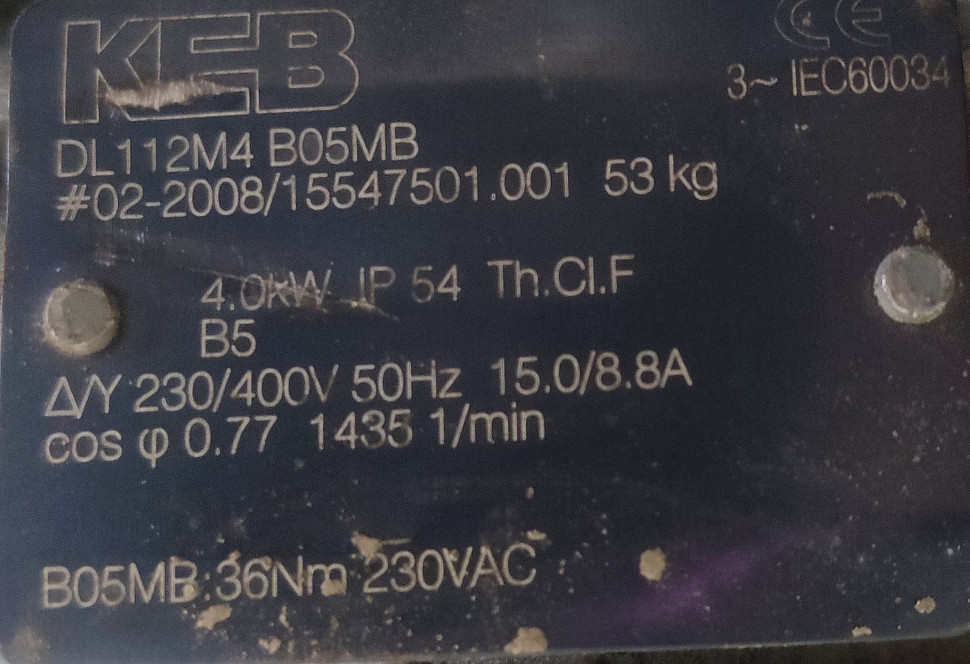 KEB
CE
3~ IEC60034
DL112M4 B05MB
#02-2008/15547501.001 53 kg
4.0kW IP 54 Th.Cl.F
B5
Δ/Y 230/400V 50Hz 15.0/8.8A
cos φ 0.77 1435 1/min
B05MB:36Nm 230VAC